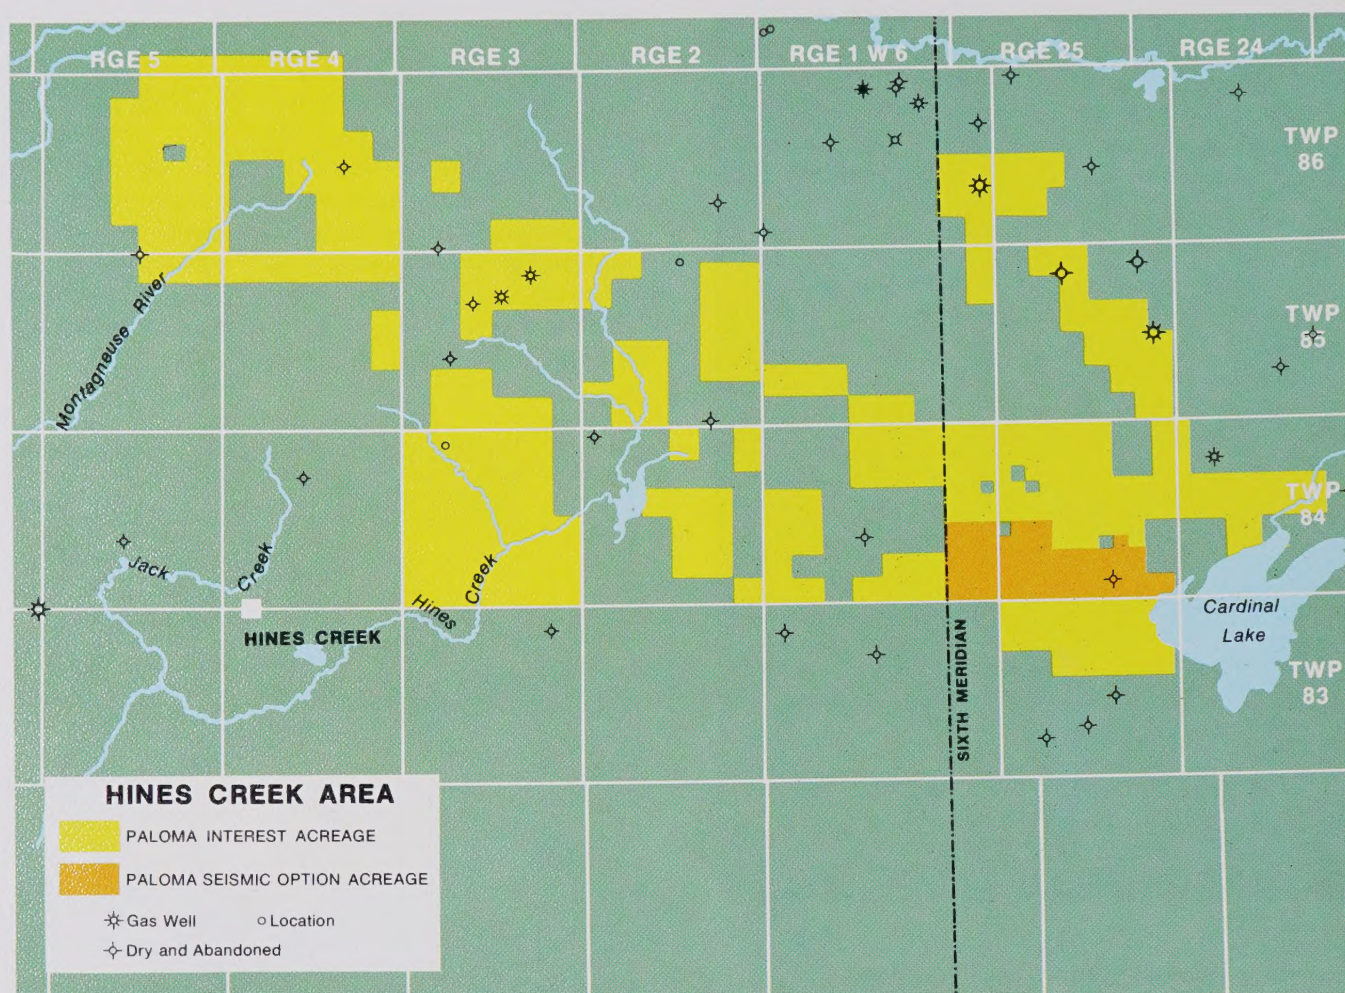 RGE 5 RGE 4 RGE 3 RGE 2 RGE 1 W 6 RGE 25 RGE 24
TWP
86
Montagneuse River
TWP
85
TWP
84
Jack Creek
Hines Creek
HINES CREEK
Cardinal
Lake
SIXTH MERIDIAN
TWP
83
HINES CREEK AREA
PALOMA INTEREST ACREAGE
PALOMA SEISMIC OPTION ACREAGE
Gas Well Location
Dry and Abandoned